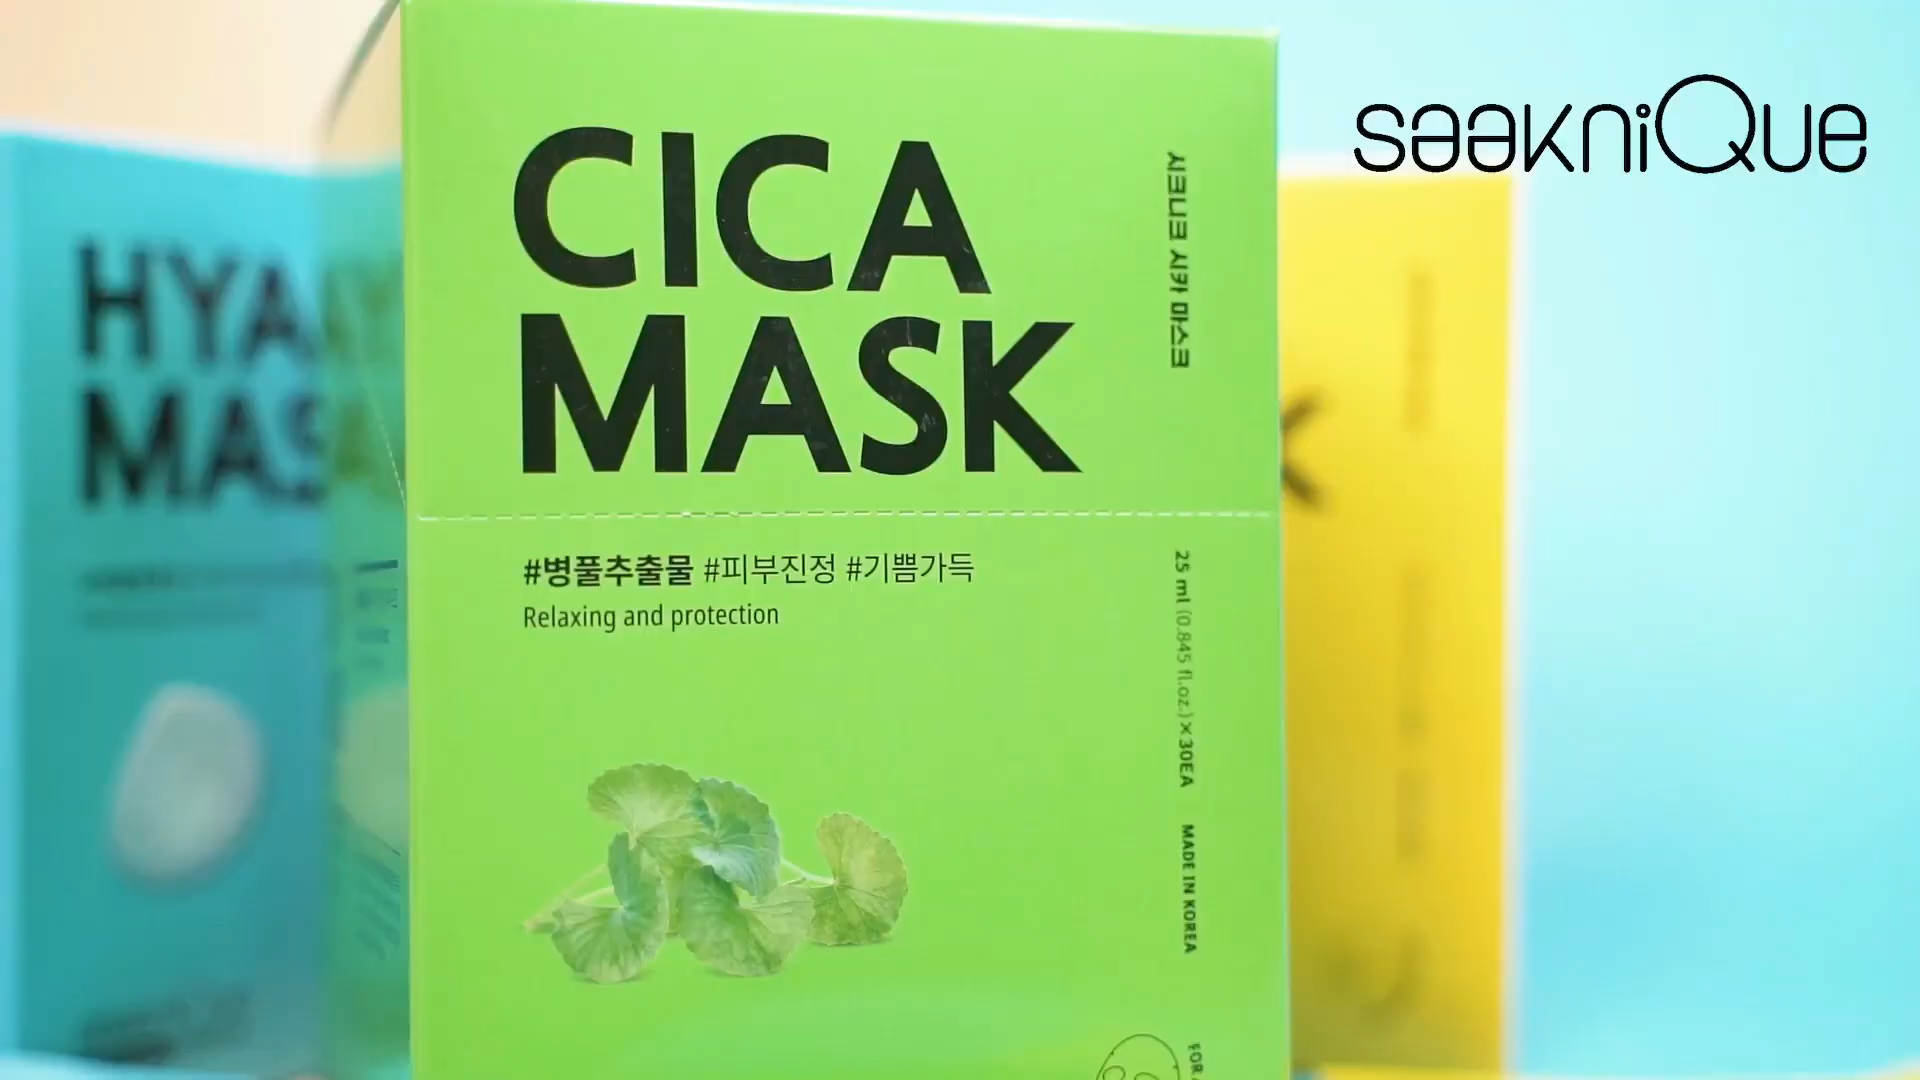 saaknique
CICA
MASK
시크니크 시카 마스크
#병풀추출물 #피부진정 #기쁨가득
Relaxing and protection
25 ml (0.845 fl.oz.) X 30EA
MADE IN KOREA
FOR
HYA
MAS
K